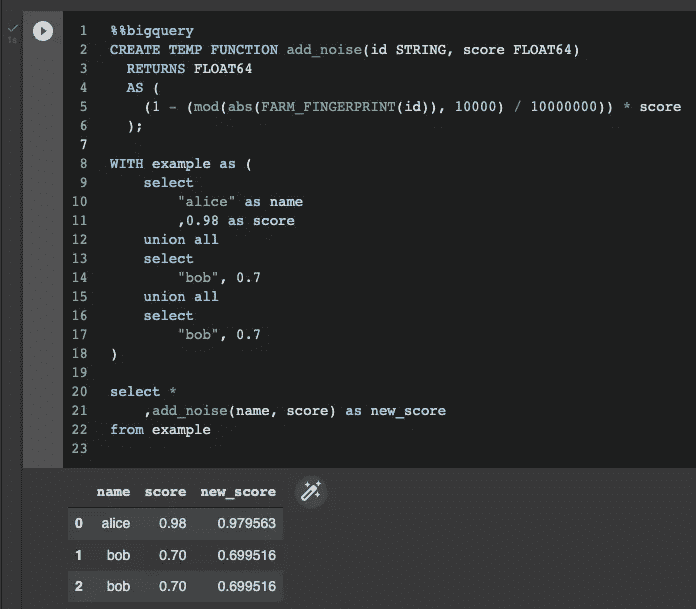 1s
1 %%bigquery
2 CREATE TEMP FUNCTION add_noise(id STRING, score FLOAT64)
3   RETURNS FLOAT64
4   AS (
5     (1 - (mod(abs(FARM_FINGERPRINT(id)), 10000) / 10000000)) * score
6   );
7
8 WITH example as (
9     select
10         "alice" as name
11         ,0.98 as score
12     union all
13     select
14         "bob", 0.7
15     union all
16     select
17         "bob", 0.7
18 )
19
20 select *
21     ,add_noise(name, score) as new_score
22 from example
23
name score new_score
0 alice 0.98 0.979563
1 bob 0.70 0.699516
2 bob 0.70 0.699516